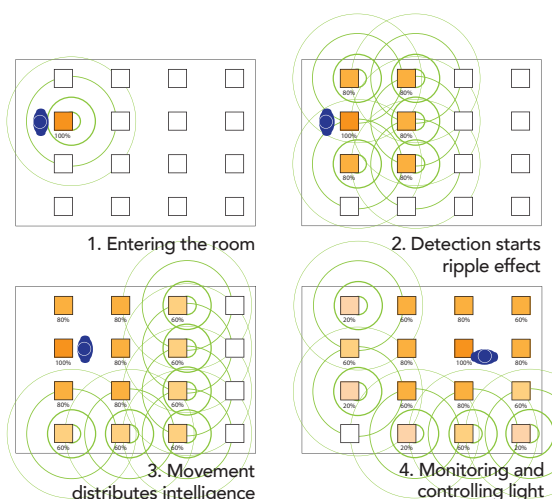 100%
1. Entering the room
80% 80%
100% 80%
80% 80%
2. Detection starts
ripple effect
80% 80% 60%
100% 80% 60%
80% 80% 60%
60% 60% 60%
3. Movement
distributes intelligence
20% 80% 80% 60%
60% 80% 100% 80%
20% 80% 80% 60%
20% 60% 20%
4. Monitoring and
controlling light